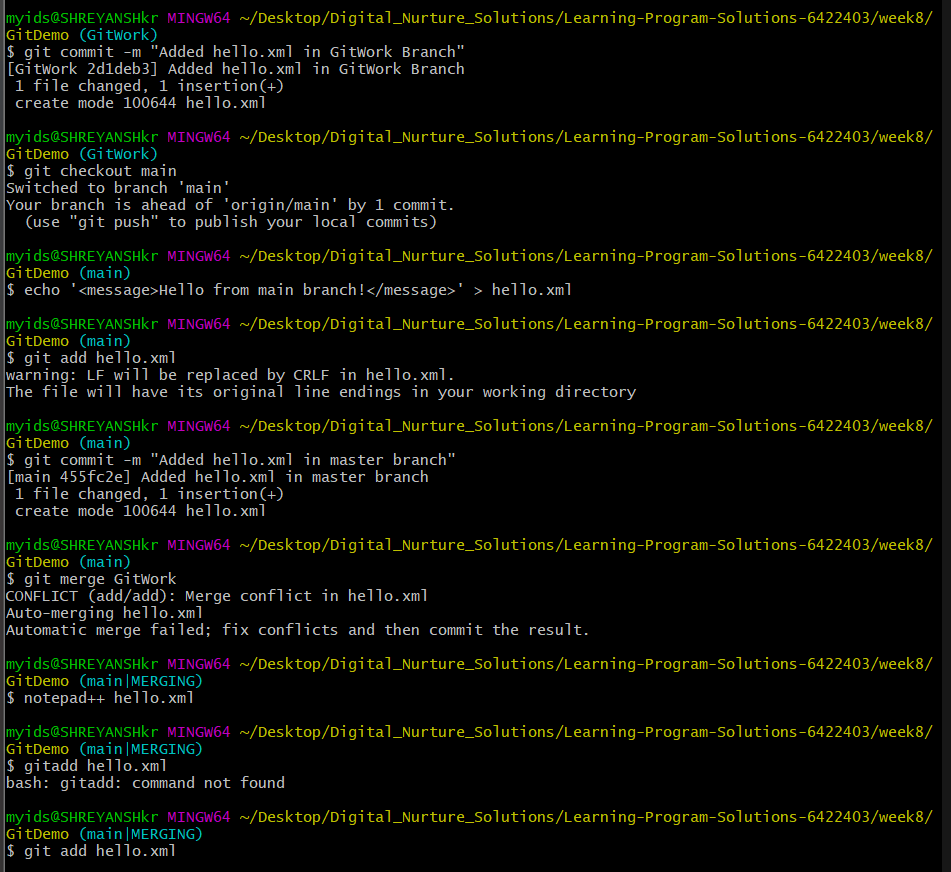 myids@SHREYANSHkr MINGW64 ~/Desktop/Digital_Nurture_Solutions/Learning-Program-Solutions-6422403/week8/
GitDemo (GitWork)
$ git commit -m "Added hello.xml in GitWork Branch"
[GitWork 2d1deb3] Added hello.xml in GitWork Branch
 1 file changed, 1 insertion(+)
 create mode 100644 hello.xml

myids@SHREYANSHkr MINGW64 ~/Desktop/Digital_Nurture_Solutions/Learning-Program-Solutions-6422403/week8/
GitDemo (GitWork)
$ git checkout main
Switched to branch 'main'
Your branch is ahead of 'origin/main' by 1 commit.
  (use "git push" to publish your local commits)

myids@SHREYANSHkr MINGW64 ~/Desktop/Digital_Nurture_Solutions/Learning-Program-Solutions-6422403/week8/
GitDemo (main)
$ echo '<message>Hello from main branch!</message>' > hello.xml

myids@SHREYANSHkr MINGW64 ~/Desktop/Digital_Nurture_Solutions/Learning-Program-Solutions-6422403/week8/
GitDemo (main)
$ git add hello.xml
warning: LF will be replaced by CRLF in hello.xml.
The file will have its original line endings in your working directory

myids@SHREYANSHkr MINGW64 ~/Desktop/Digital_Nurture_Solutions/Learning-Program-Solutions-6422403/week8/
GitDemo (main)
$ git commit -m "Added hello.xml in master branch"
[main 455fc2e] Added hello.xml in master branch
 1 file changed, 1 insertion(+)
 create mode 100644 hello.xml

myids@SHREYANSHkr MINGW64 ~/Desktop/Digital_Nurture_Solutions/Learning-Program-Solutions-6422403/week8/
GitDemo (main)
$ git merge GitWork
CONFLICT (add/add): Merge conflict in hello.xml
Auto-merging hello.xml
Automatic merge failed; fix conflicts and then commit the result.

myids@SHREYANSHkr MINGW64 ~/Desktop/Digital_Nurture_Solutions/Learning-Program-Solutions-6422403/week8/
GitDemo (main|MERGING)
$ notepad++ hello.xml

myids@SHREYANSHkr MINGW64 ~/Desktop/Digital_Nurture_Solutions/Learning-Program-Solutions-6422403/week8/
GitDemo (main|MERGING)
$ gitadd hello.xml
bash: gitadd: command not found

myids@SHREYANSHkr MINGW64 ~/Desktop/Digital_Nurture_Solutions/Learning-Program-Solutions-6422403/week8/
GitDemo (main|MERGING)
$ git add hello.xml